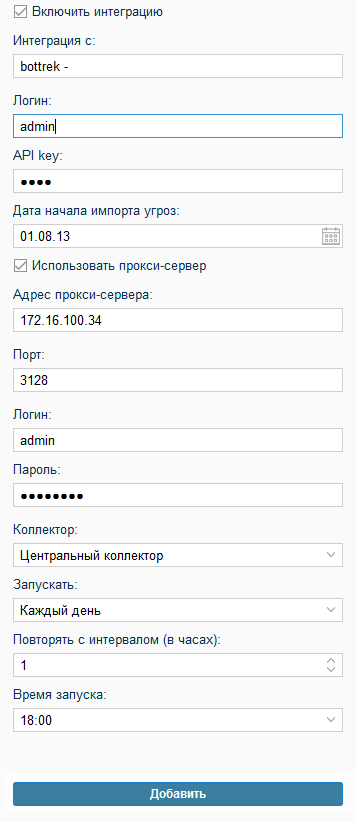 Включить интеграцию
Интеграция с:
bottrek -
Логин:
admin
API key:
●●●●
Дата начала импорта угроз:
01.08.13
Использовать прокси-сервер
Адрес прокси-сервера:
172.16.100.34
Порт:
3128
Логин:
admin
Пароль:
●●●●●●●●
Коллектор:
Центральный коллектор
Запускать:
Каждый день
Повторять с интервалом (в часах):
1
Время запуска:
18:00
Добавить